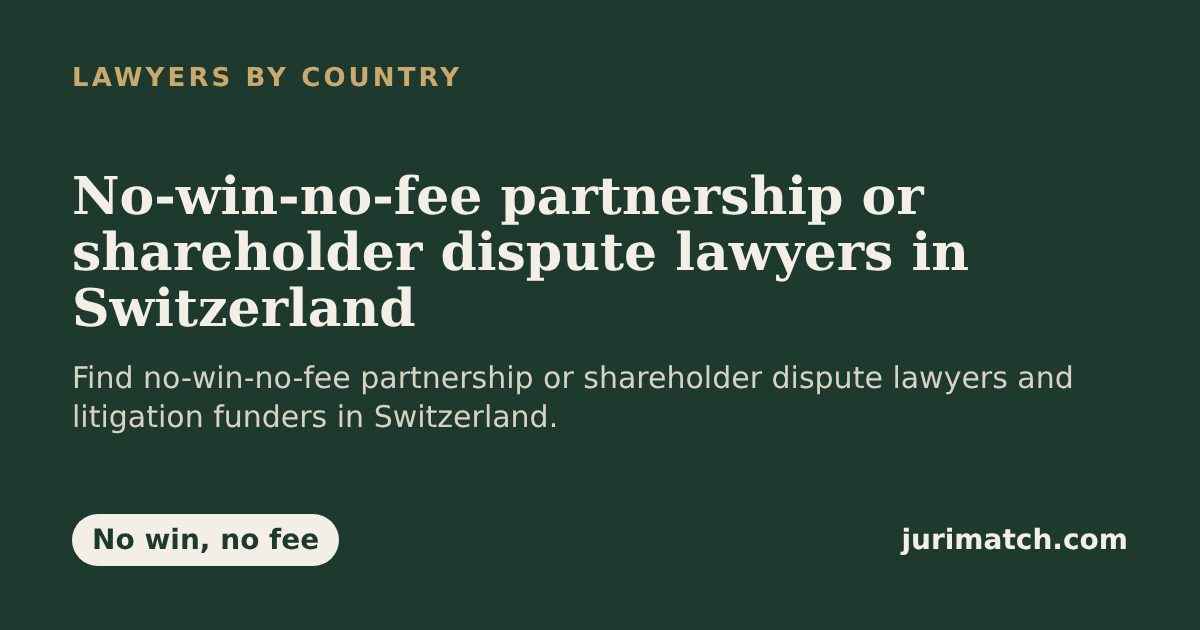 LAWYERS BY COUNTRY
No-win-no-fee partnership or
shareholder dispute lawyers in
Switzerland
Find no-win-no-fee partnership or shareholder dispute lawyers and
litigation funders in Switzerland.
No win, no fee
jurimatch.com